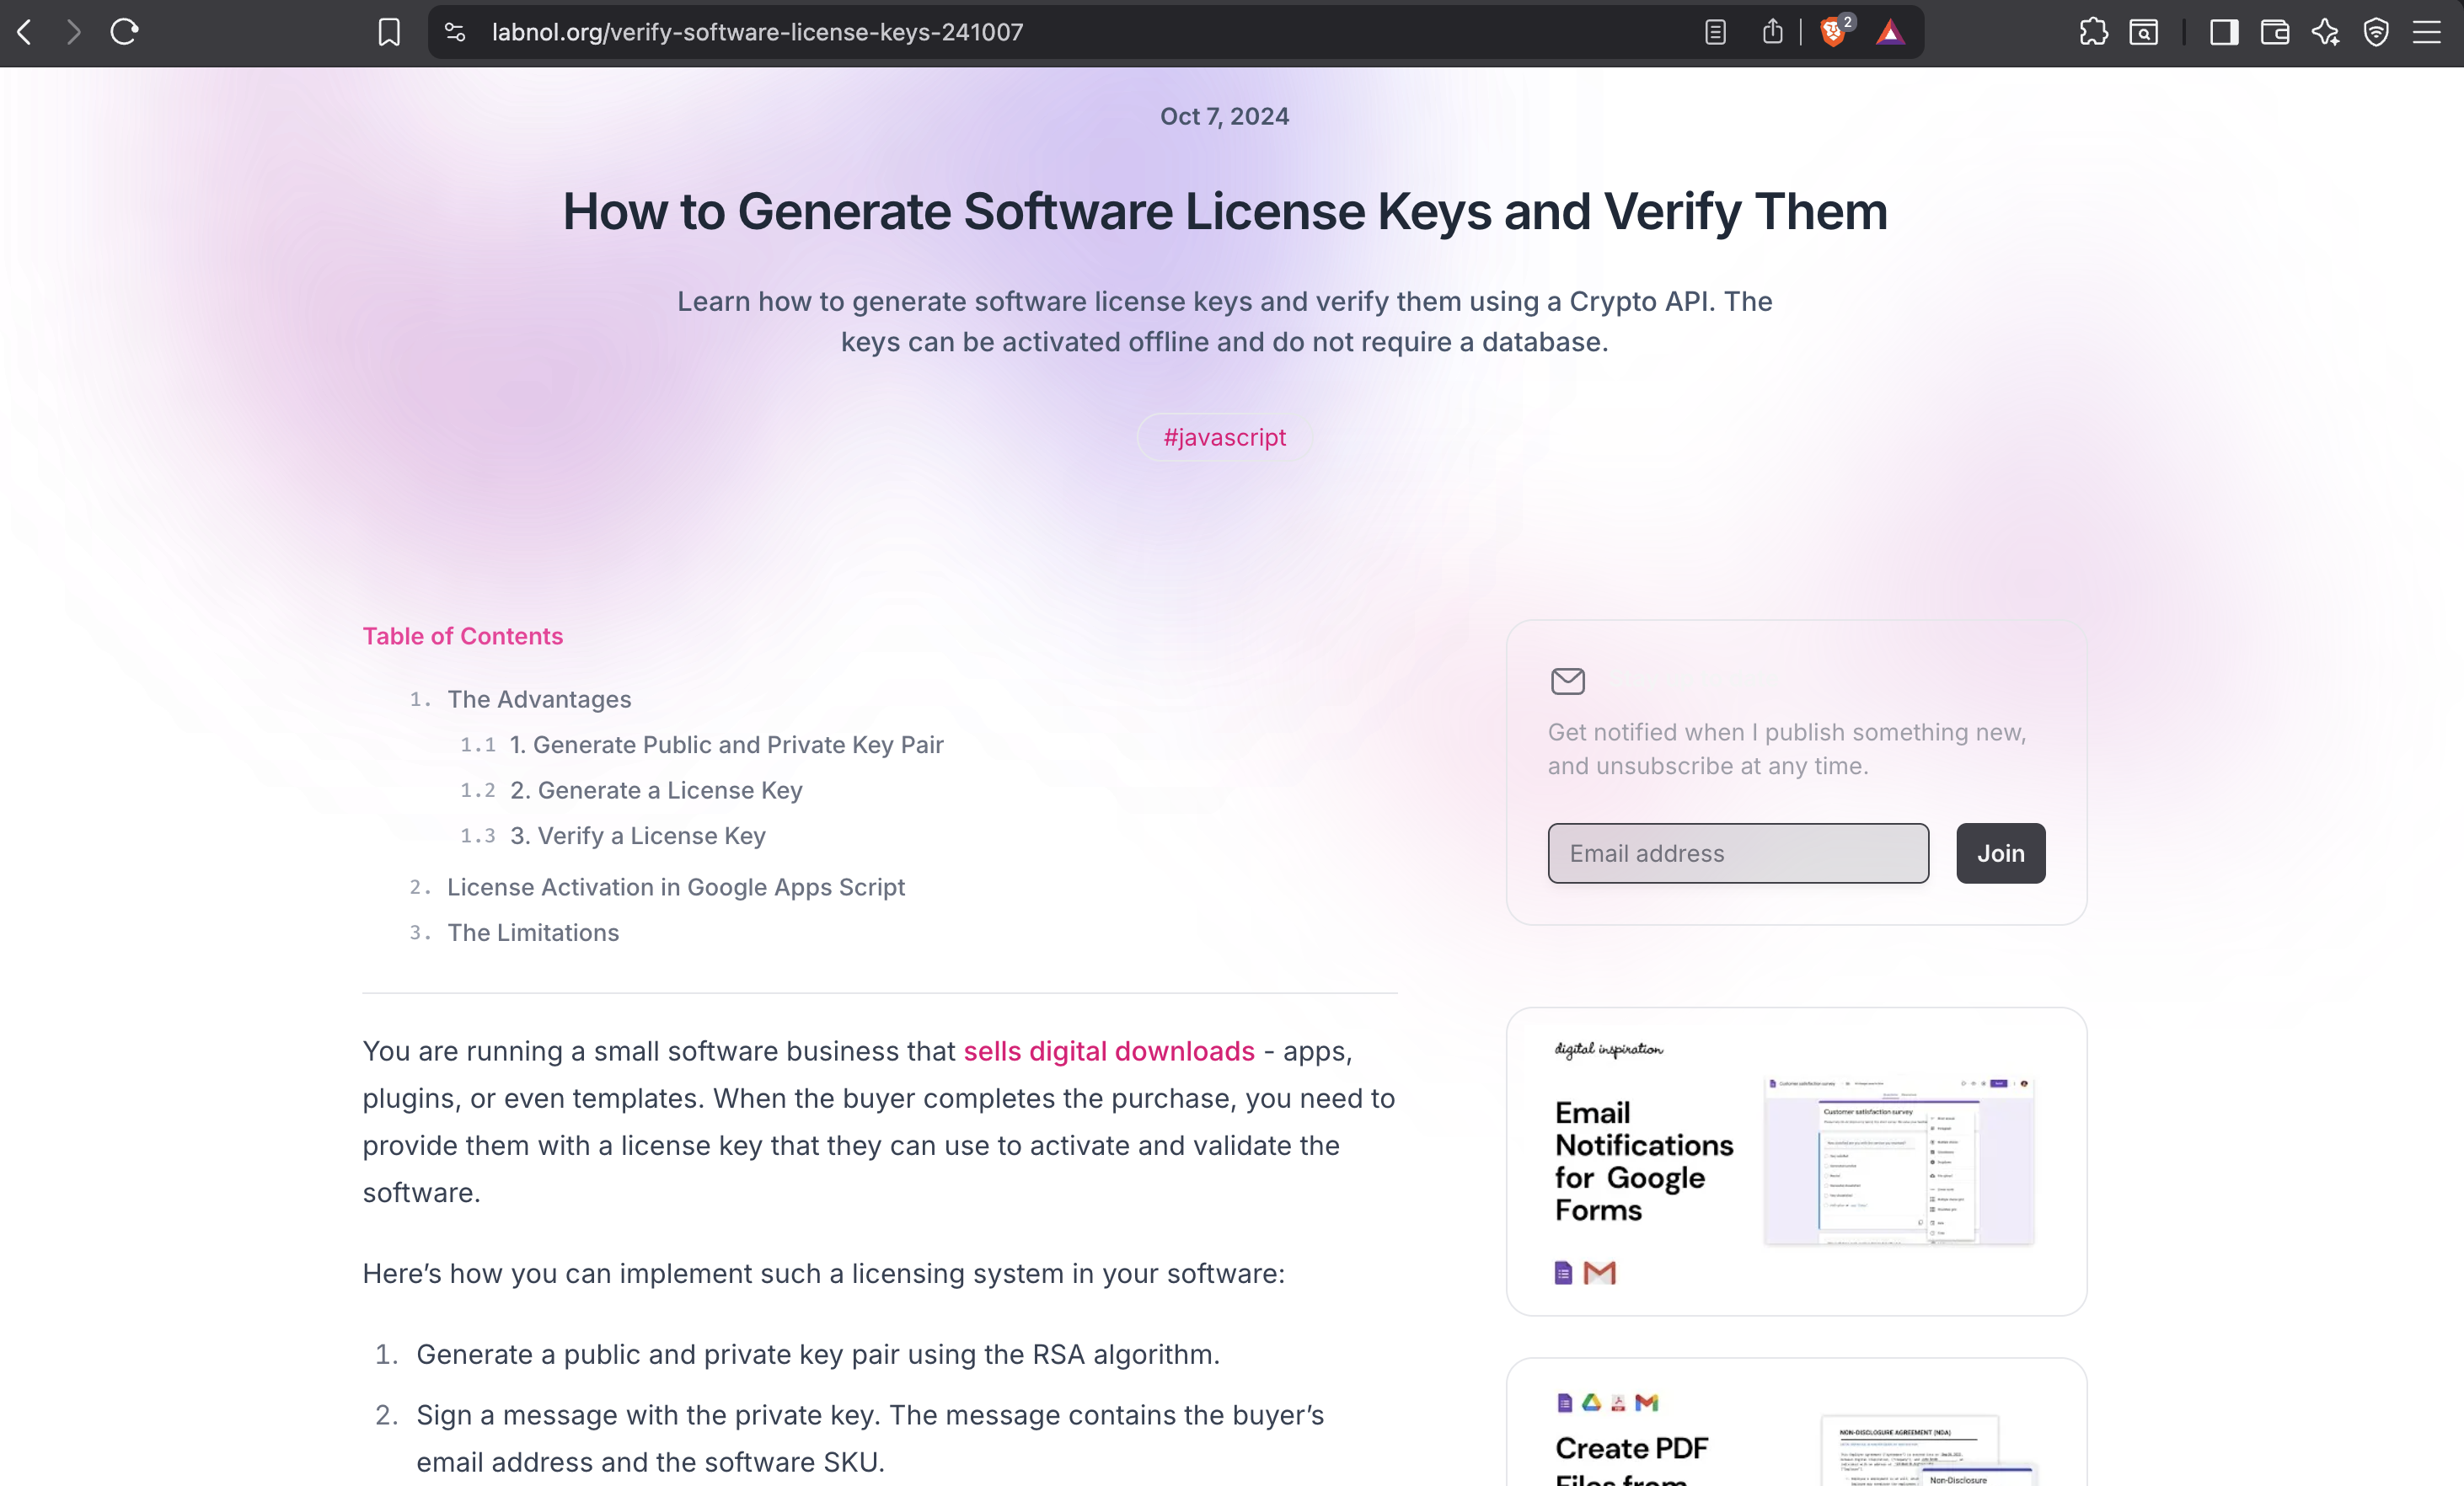 labnol.org/verify-software-license-keys-241007
2
Oct 7, 2024
How to Generate Software License Keys and Verify Them
Learn how to generate software license keys and verify them using a Crypto API. The
keys can be activated offline and do not require a database.
#javascript
Table of Contents
1. The Advantages
1.1 1. Generate Public and Private Key Pair
1.2 2. Generate a License Key
1.3 3. Verify a License Key
2. License Activation in Google Apps Script
3. The Limitations
You are running a small software business that sells digital downloads - apps,
plugins, or even templates. When the buyer completes the purchase, you need to
provide them with a license key that they can use to activate and validate the
software.
Here’s how you can implement such a licensing system in your software:
1. Generate a public and private key pair using the RSA algorithm.
2. Sign a message with the private key. The message contains the buyer’s
email address and the software SKU.
Get notified when I publish something new,
and unsubscribe at any time.
Email address
Join
digital inspiration
Email
Notifications
for Google
Forms
Customer satisfaction survey
Customer satisfaction survey
Create PDF
Files from
NON-DISCLOSURE AGREEMENT (NDA)
Non-Disclosure